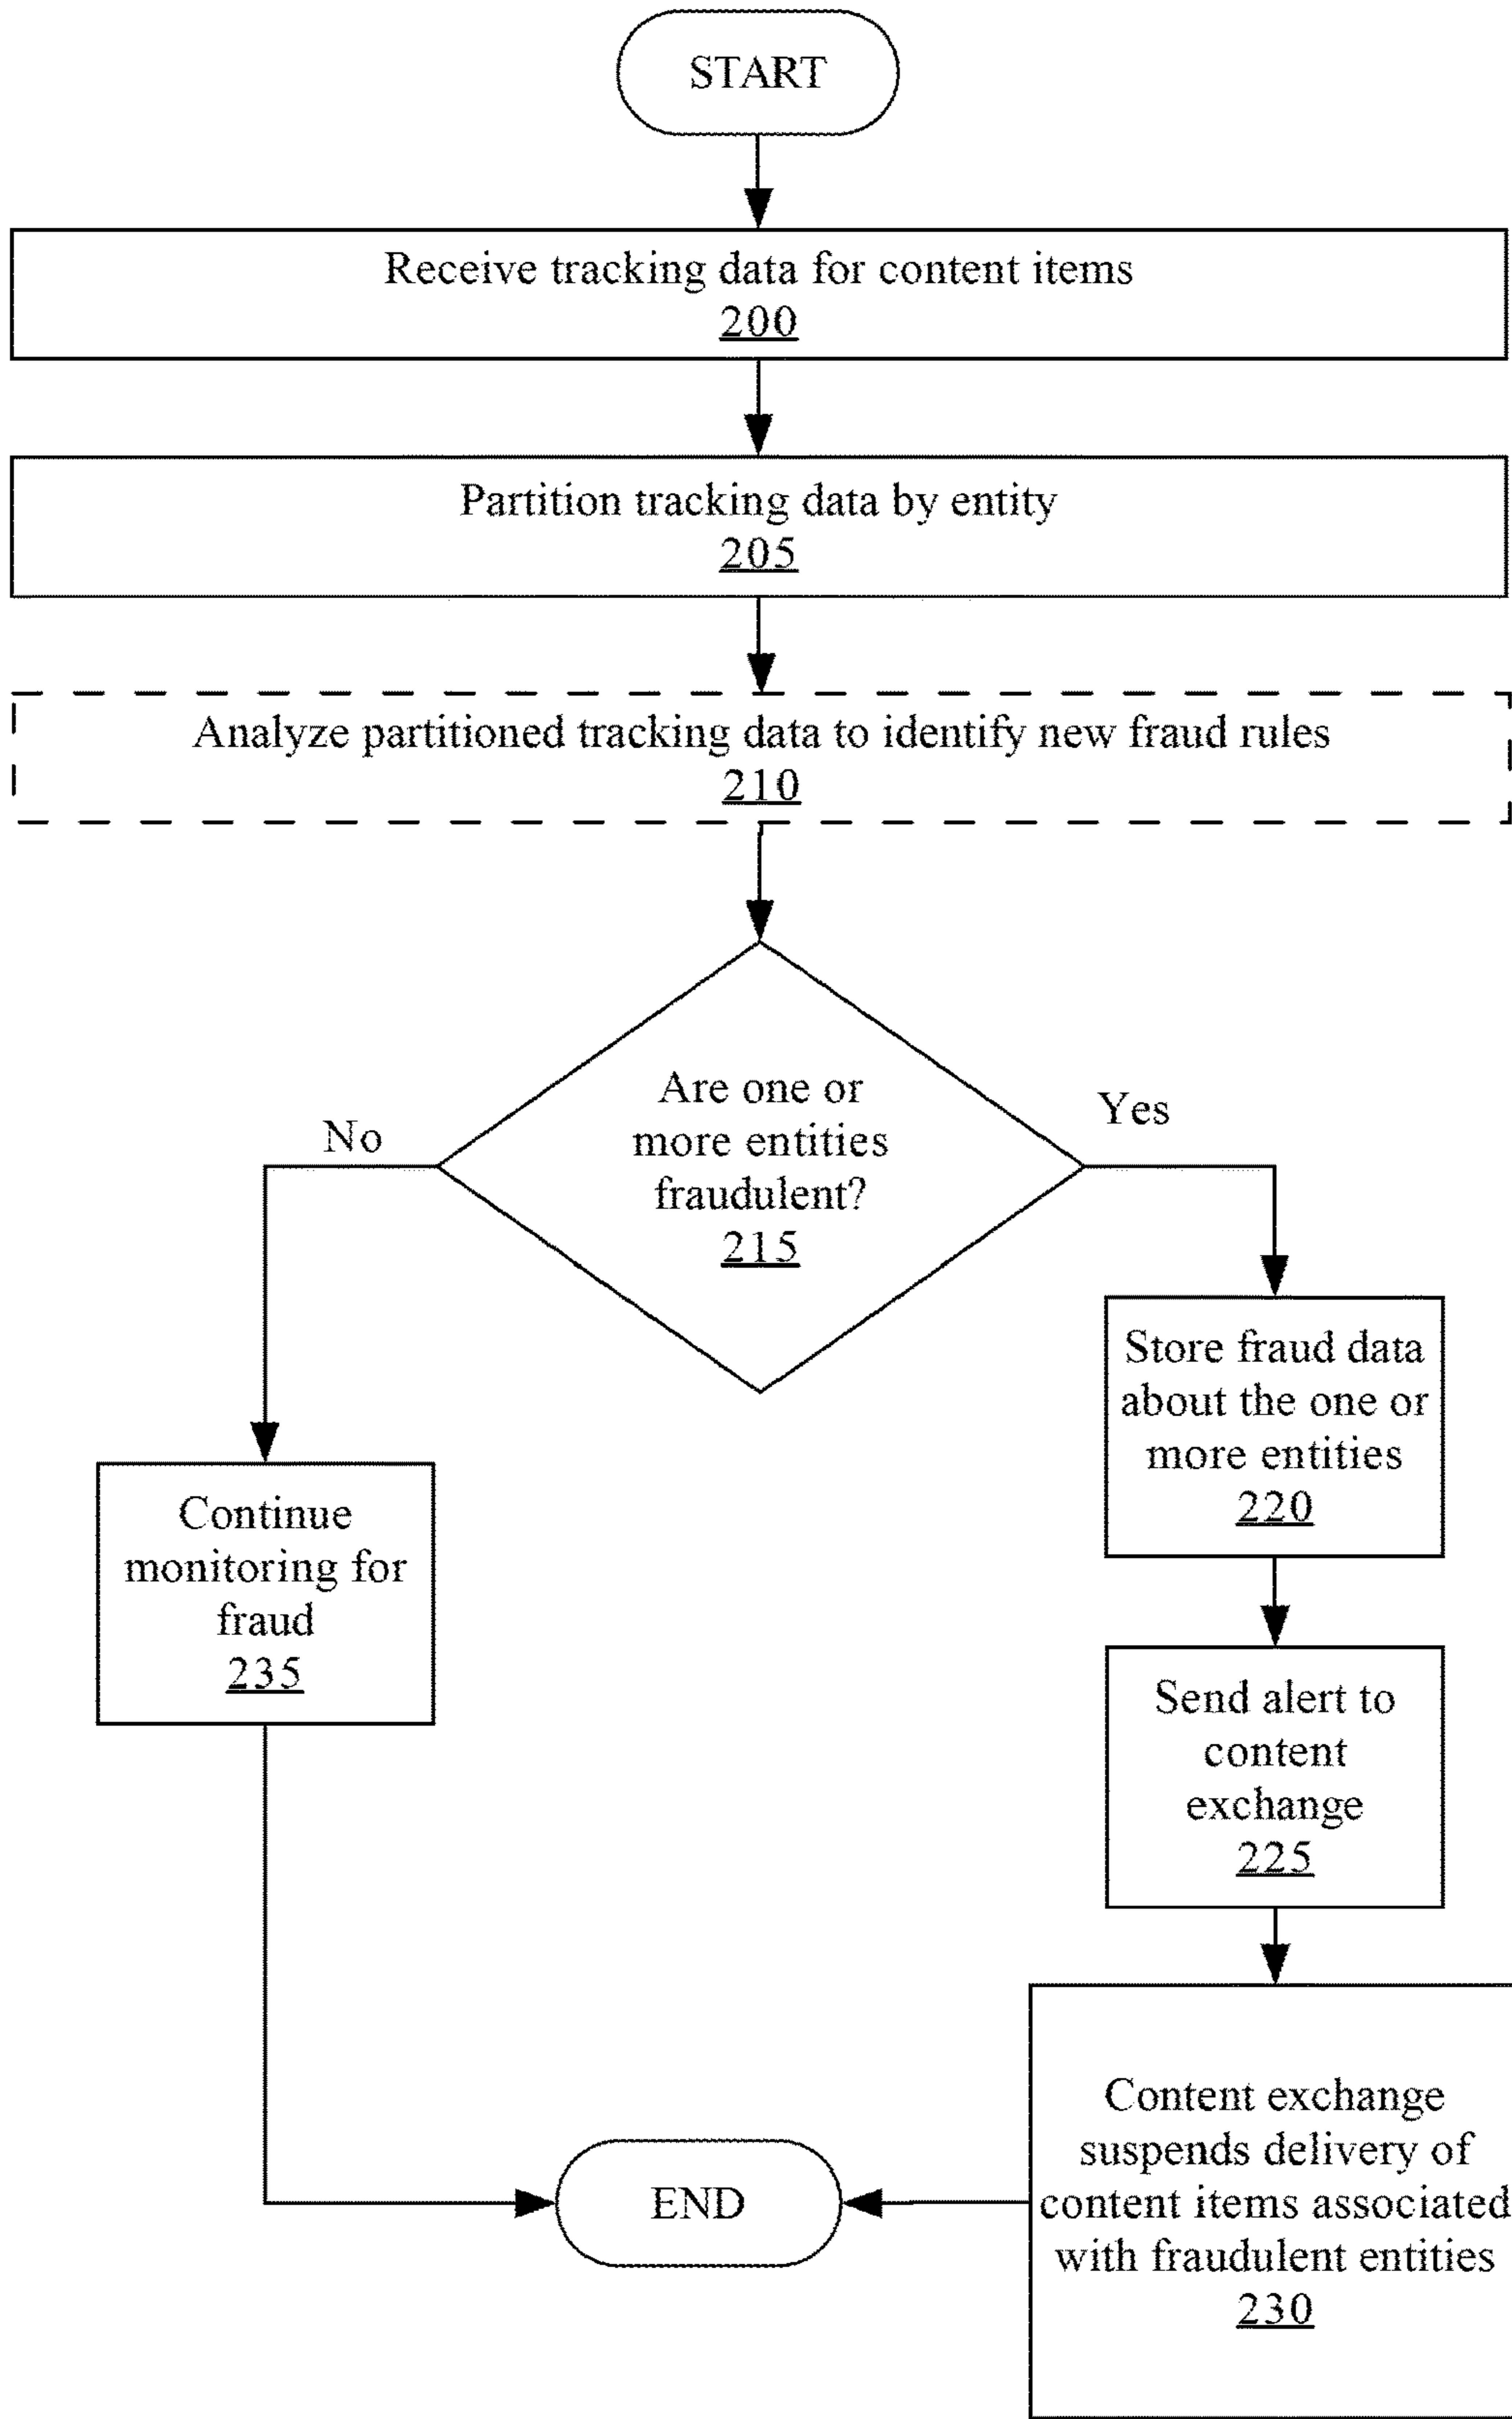 START
Receive tracking data for content items
200
Partition tracking data by entity
205
Analyze partitioned tracking data to identify new fraud rules
210
Are one or
more entities
fraudulent?
215
No
Yes
Store fraud data
about the one or
more entities
220
Continue
monitoring for
fraud
235
Send alert to
content
exchange
225
Content exchange
suspends delivery of
content items associated
with fraudulent entities
230
END